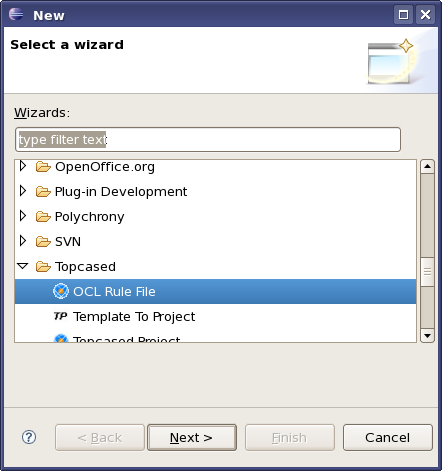 New
Select a wizard
Wizards:
type filter text
OpenOffice.org
Plug-in Development
Polychrony
SVN
Topcased
OCL Rule File
TP Template To Project
Topcased Project
? < Back Next > Finish Cancel